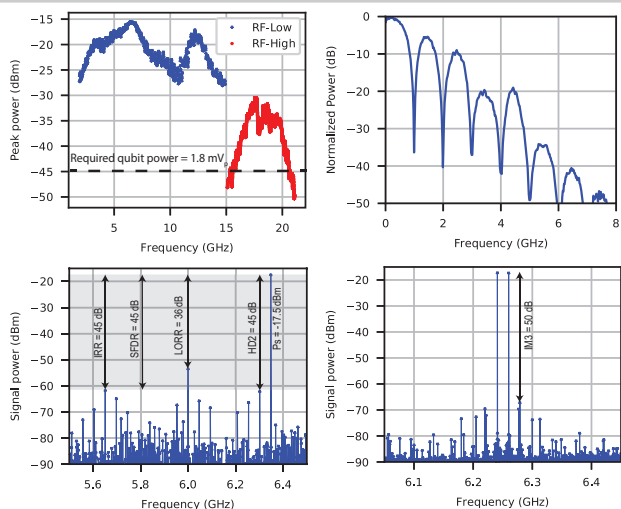 −15
−20
−25
−30
−35
−40
−45
−50
Peak power (dBm)
RF-Low
RF-High
Required qubit power = 1.8 mVp
5
10
15
20
Frequency (GHz)
0
−10
−20
−30
−40
−50
Normalized Power (dB)
0
2
4
6
8
Frequency (GHz)
−20
−30
−40
−50
−60
−70
−80
−90
Signal power (dBm)
IRR = 45 dB
SFDR = 45 dB
LORR = 36 dB
HD2 = 45 dB
Ps = -17.5dBm
5.6
5.8
6.0
6.2
6.4
Frequency (GHz)
−20
−30
−40
−50
−60
−70
−80
−90
Signal power (dBm)
IM3 = 50 dB
6.1
6.2
6.3
6.4
Frequency (GHz)